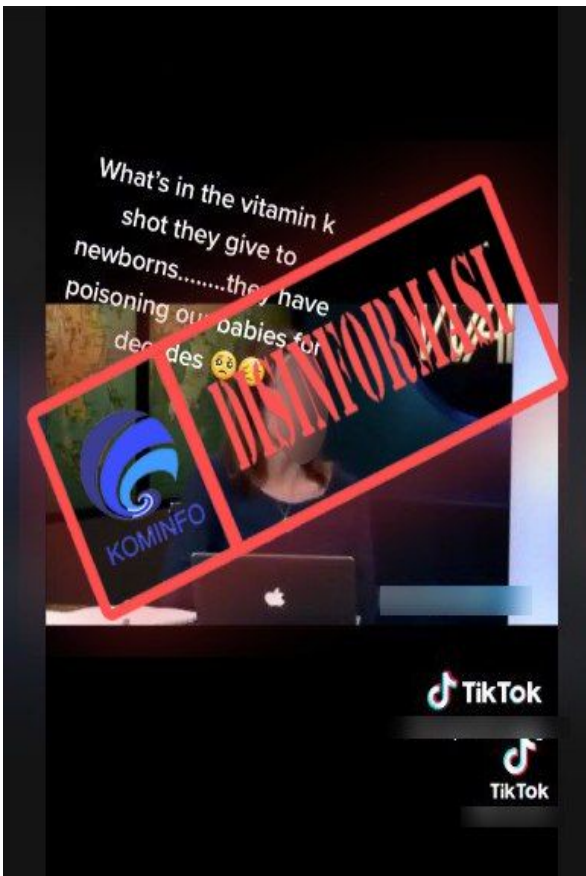 What's in the vitamin k
shot they give to
newborns........they have
poisoning our babies for
decades 🥺🤢
DISINFORMASI
KOMINFO
TikTok
TikTok